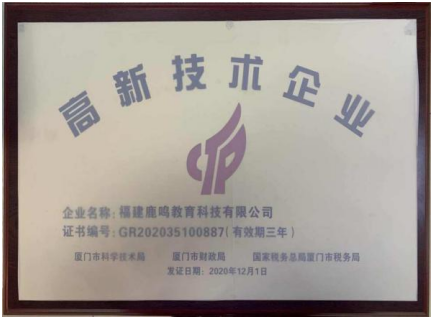 高新技术企业
企业名称：福建鹿鸣教育科技有限公司
证书编号：GR202035100887（有效期三年）
厦门市科学技术局 厦门市财政局 国家税务总局厦门市税务局
发证日期：2020年12月1日